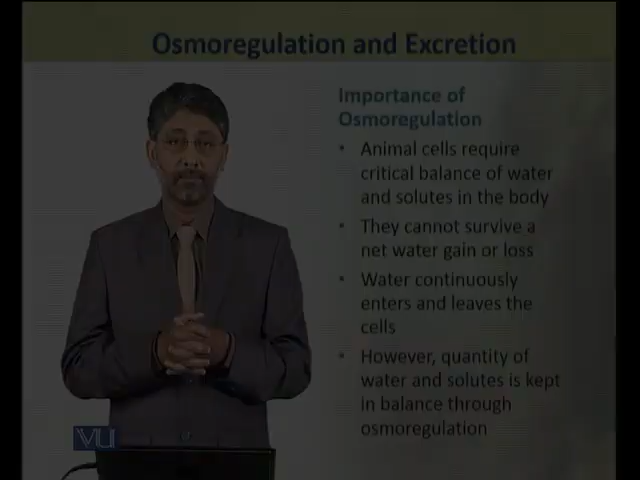 Osmoregulation and Excretion
Importance of
Osmoregulation
• Animal cells require
critical balance of water
and solutes in the body
• They cannot survive a
net water gain or loss
• Water continuously
enters and leaves the
cells
• However, quantity of
water and solutes is kept
in balance through
osmoregulation
VU